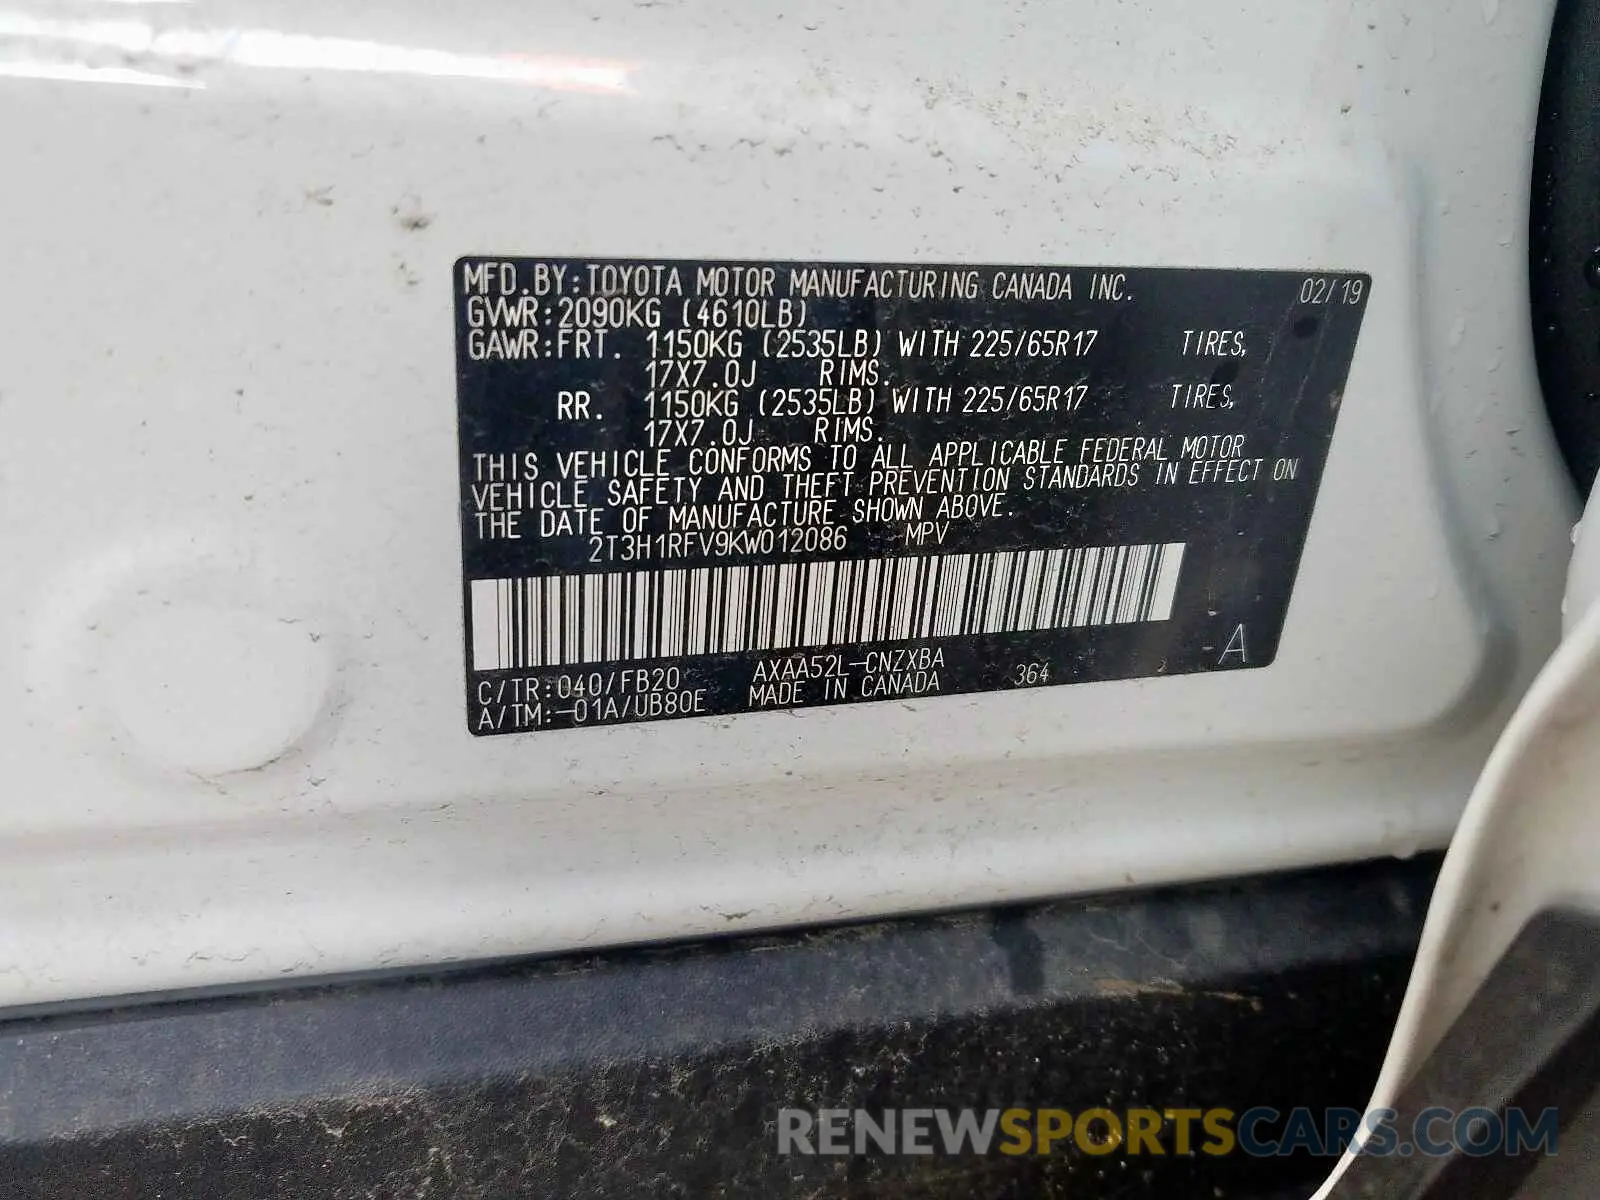 MFD.BY:TOYOTA MOTOR MANUFACTURING CANADA INC. 02/19
GVWR:2090KG (4610LB)
GAWR:FRT. 1150KG (2535LB) WITH 225/65R17 TIRES,
17X7.0J RIMS.
RR. 1150KG (2535LB) WITH 225/65R17 TIRES,
17X7.0J RIMS.
THIS VEHICLE CONFORMS TO ALL APPLICABLE FEDERAL MOTOR
VEHICLE SAFETY AND THEFT PREVENTION STANDARDS IN EFFECT ON
THE DATE OF MANUFACTURE SHOWN ABOVE.
2T3H1RFV9KW012086 MPV
C/TR:040/FB20 AXAA52L-CNZXBA 364 -A
A/TM:-01A/UB80E MADE IN CANADA
RENEWSPORTSCARS.COM